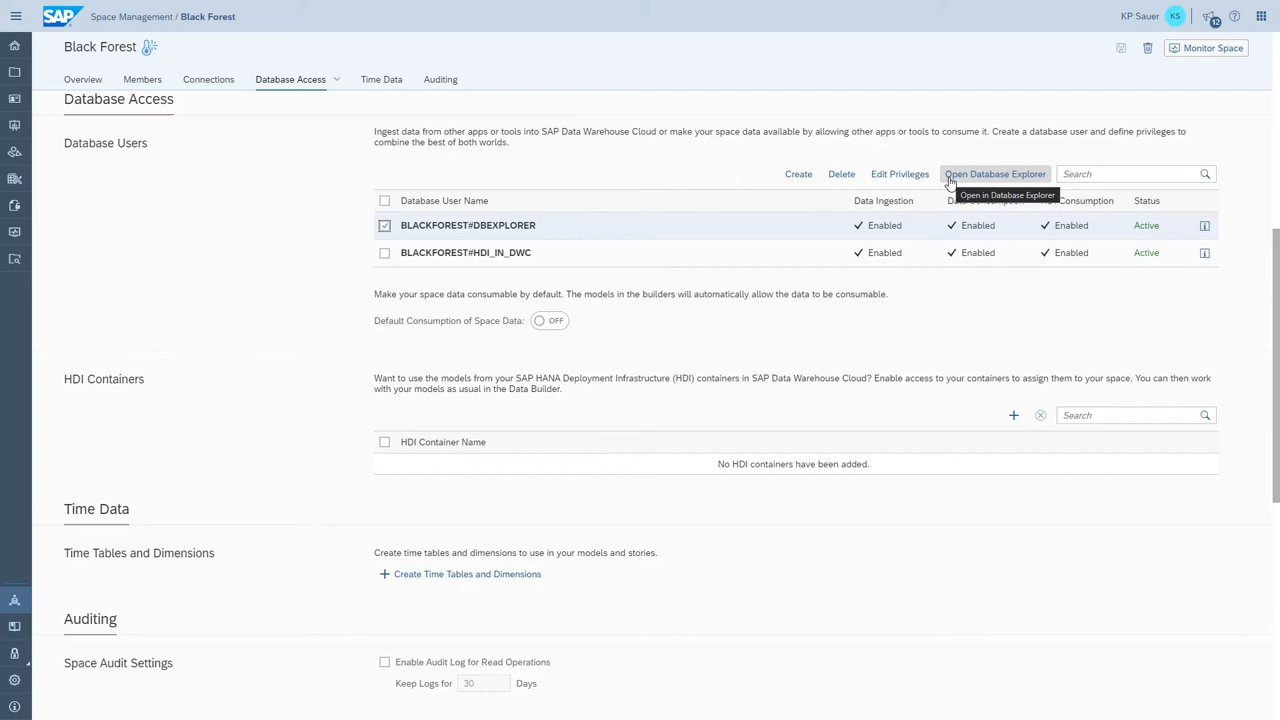 SAP Space Management / Black Forest KP Sauer KS 12
Black Forest Monitor Space
Overview Members Connections Database Access Time Data Auditing
Database Access
Database Users
Ingest data from other apps or tools into SAP Data Warehouse Cloud or make your space data available by allowing other apps or tools to consume it. Create a database user and define privileges to
combine the best of both worlds.
Create Delete Edit Privileges Open Database Explorer Search
Open in Database Explorer
Database User Name Data Ingestion Consumption Status
BLACKFOREST#DBEXPLORER Enabled Enabled Enabled Active
BLACKFOREST#HDI_IN_DWC Enabled Enabled Enabled Active
Make your space data consumable by default. The models in the builders will automatically allow the data to be consumable.
Default Consumption of Space Data: OFF
HDI Containers
Want to use the models from your SAP HANA Deployment Infrastructure (HDI) containers in SAP Data Warehouse Cloud? Enable access to your containers to assign them to your space. You can then work
with your models as usual in the Data Builder.
Search
HDI Container Name
No HDI containers have been added.
Time Data
Time Tables and Dimensions
Create time tables and dimensions to use in your models and stories.
Create Time Tables and Dimensions
Auditing
Space Audit Settings
Enable Audit Log for Read Operations
Keep Logs for 30 Days